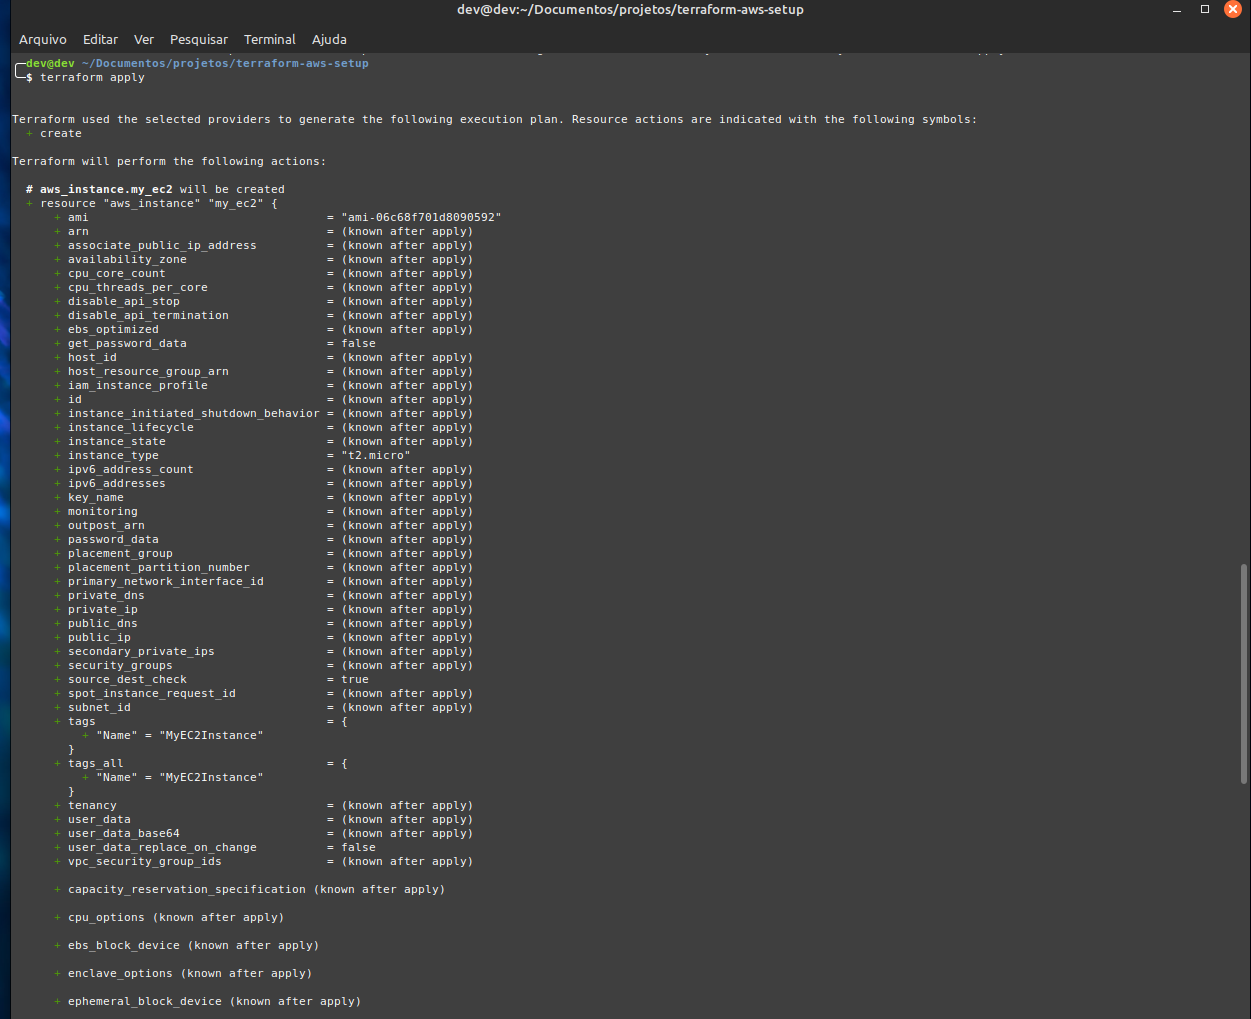 dev@dev:~/Documentos/projetos/terraform-aws-setup
Arquivo Editar Ver Pesquisar Terminal Ajuda
dev@dev ~/Documentos/projetos/terraform-aws-setup
$ terraform apply
Terraform used the selected providers to generate the following execution plan. Resource actions are indicated with the following symbols:
+ create
Terraform will perform the following actions:
# aws_instance.my_ec2 will be created
+ resource "aws_instance" "my_ec2" {
+ ami = "ami-06c68f701d8090592"
+ arn = (known after apply)
+ associate_public_ip_address = (known after apply)
+ availability_zone = (known after apply)
+ cpu_core_count = (known after apply)
+ cpu_threads_per_core = (known after apply)
+ disable_api_stop = (known after apply)
+ disable_api_termination = (known after apply)
+ ebs_optimized = (known after apply)
+ get_password_data = false
+ host_id = (known after apply)
+ host_resource_group_arn = (known after apply)
+ iam_instance_profile = (known after apply)
+ id = (known after apply)
+ instance_initiated_shutdown_behavior = (known after apply)
+ instance_lifecycle = (known after apply)
+ instance_state = (known after apply)
+ instance_type = "t2.micro"
+ ipv6_address_count = (known after apply)
+ ipv6_addresses = (known after apply)
+ key_name = (known after apply)
+ monitoring = (known after apply)
+ outpost_arn = (known after apply)
+ password_data = (known after apply)
+ placement_group = (known after apply)
+ placement_partition_number = (known after apply)
+ primary_network_interface_id = (known after apply)
+ private_dns = (known after apply)
+ private_ip = (known after apply)
+ public_dns = (known after apply)
+ public_ip = (known after apply)
+ secondary_private_ips = (known after apply)
+ security_groups = (known after apply)
+ source_dest_check = true
+ spot_instance_request_id = (known after apply)
+ subnet_id = (known after apply)
+ tags = {
+ "Name" = "MyEC2Instance"
}
+ tags_all = {
+ "Name" = "MyEC2Instance"
}
+ tenancy = (known after apply)
+ user_data = (known after apply)
+ user_data_base64 = (known after apply)
+ user_data_replace_on_change = false
+ vpc_security_group_ids = (known after apply)
+ capacity_reservation_specification (known after apply)
+ cpu_options (known after apply)
+ ebs_block_device (known after apply)
+ enclave_options (known after apply)
+ ephemeral_block_device (known after apply)